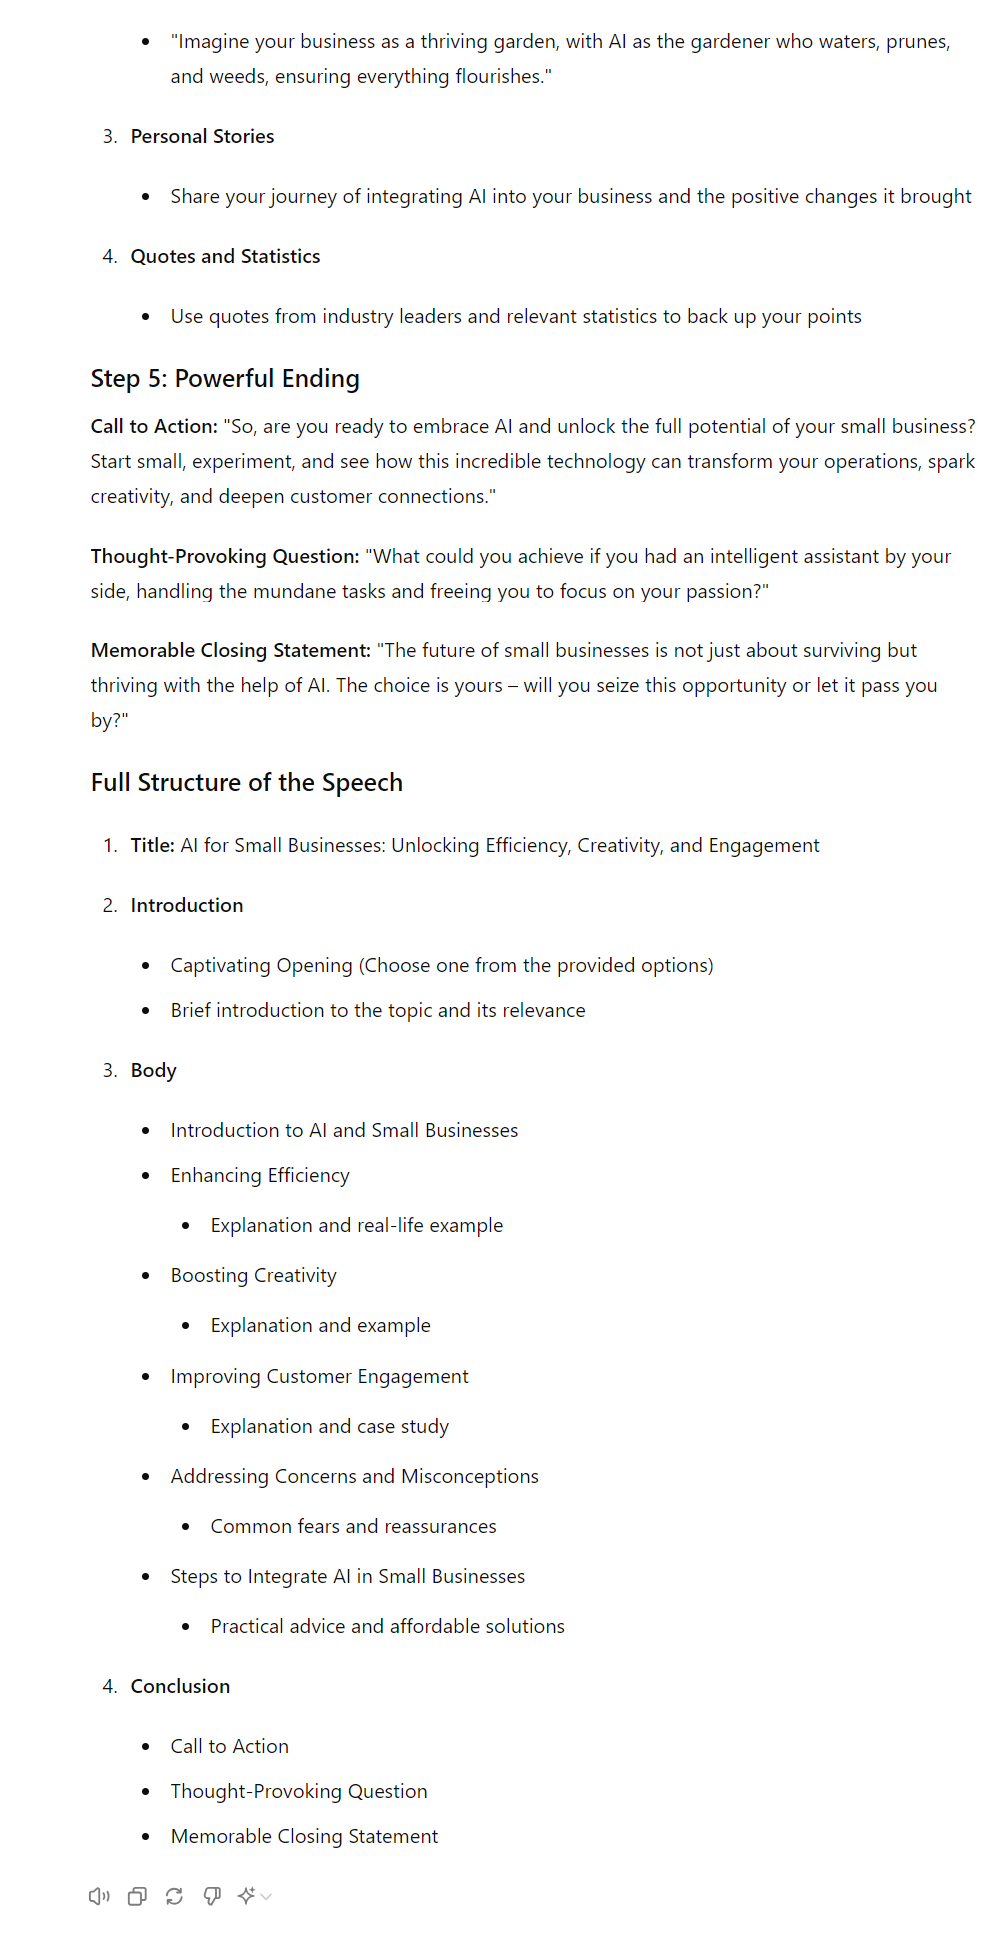 • "Imagine your business as a thriving garden, with AI as the gardener who waters, prunes,
and weeds, ensuring everything flourishes."
3. Personal Stories
• Share your journey of integrating AI into your business and the positive changes it brought
4. Quotes and Statistics
• Use quotes from industry leaders and relevant statistics to back up your points
Step 5: Powerful Ending
Call to Action: "So, are you ready to embrace AI and unlock the full potential of your small business?
Start small, experiment, and see how this incredible technology can transform your operations, spark
creativity, and deepen customer connections."
Thought-Provoking Question: "What could you achieve if you had an intelligent assistant by your
side, handling the mundane tasks and freeing you to focus on your passion?"
Memorable Closing Statement: "The future of small businesses is not just about surviving but
thriving with the help of AI. The choice is yours – will you seize this opportunity or let it pass you
by?"
Full Structure of the Speech
1. Title: AI for Small Businesses: Unlocking Efficiency, Creativity, and Engagement
2. Introduction
• Captivating Opening (Choose one from the provided options)
• Brief introduction to the topic and its relevance
3. Body
• Introduction to AI and Small Businesses
• Enhancing Efficiency
• Explanation and real-life example
• Boosting Creativity
• Explanation and example
• Improving Customer Engagement
• Explanation and case study
• Addressing Concerns and Misconceptions
• Common fears and reassurances
• Steps to Integrate AI in Small Businesses
• Practical advice and affordable solutions
4. Conclusion
• Call to Action
• Thought-Provoking Question
• Memorable Closing Statement